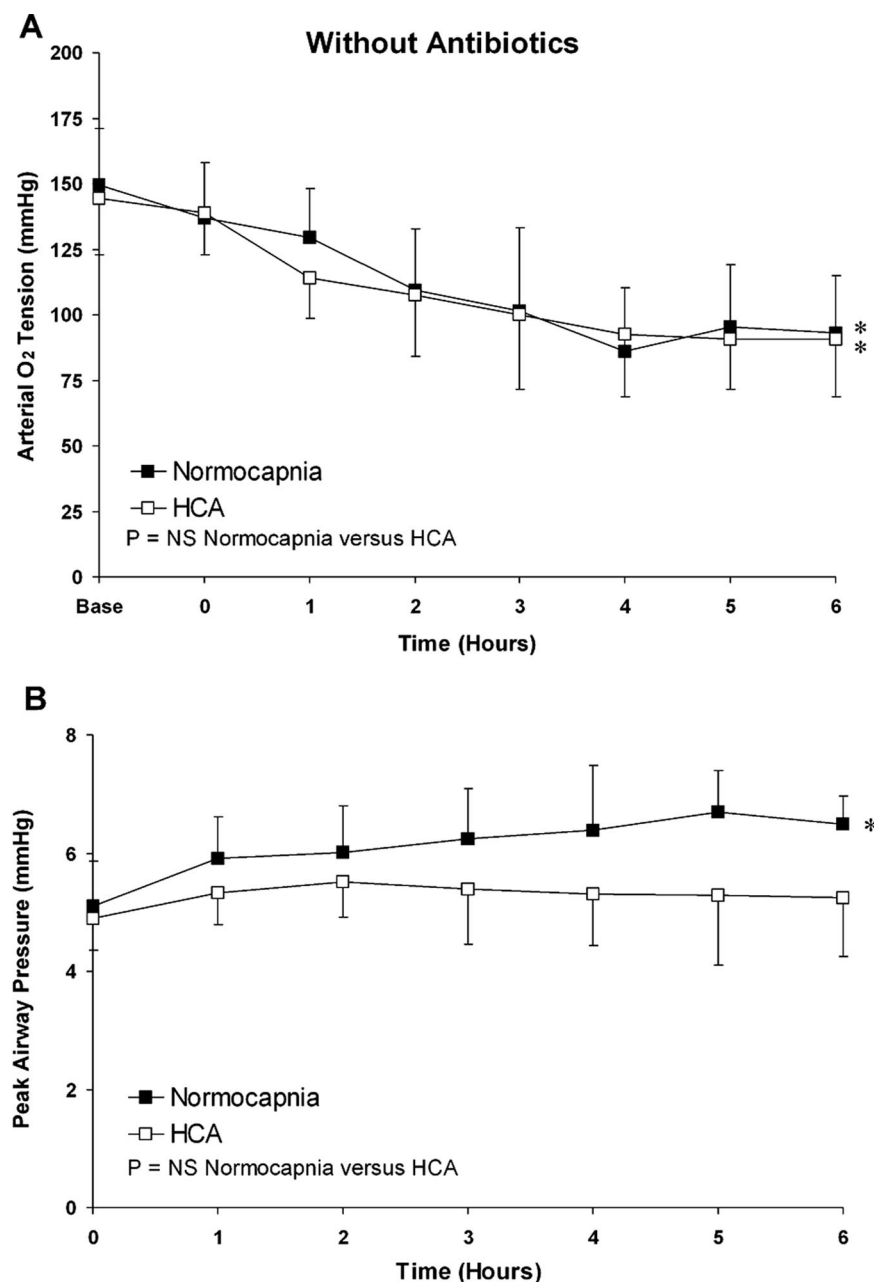 A
Without Antibiotics
200
175
150
125
100
75
50
25
0
Arterial O2 Tension (mmHg)
Normocapnia
HCA
P = NS Normocapnia versus HCA
*
*
Base 0 1 2 3 4 5 6
Time (Hours)
B
8
6
4
2
0
Peak Airway Pressure (mmHg)
*
Normocapnia
HCA
P = NS Normocapnia versus HCA
0 1 2 3 4 5 6
Time (Hours)